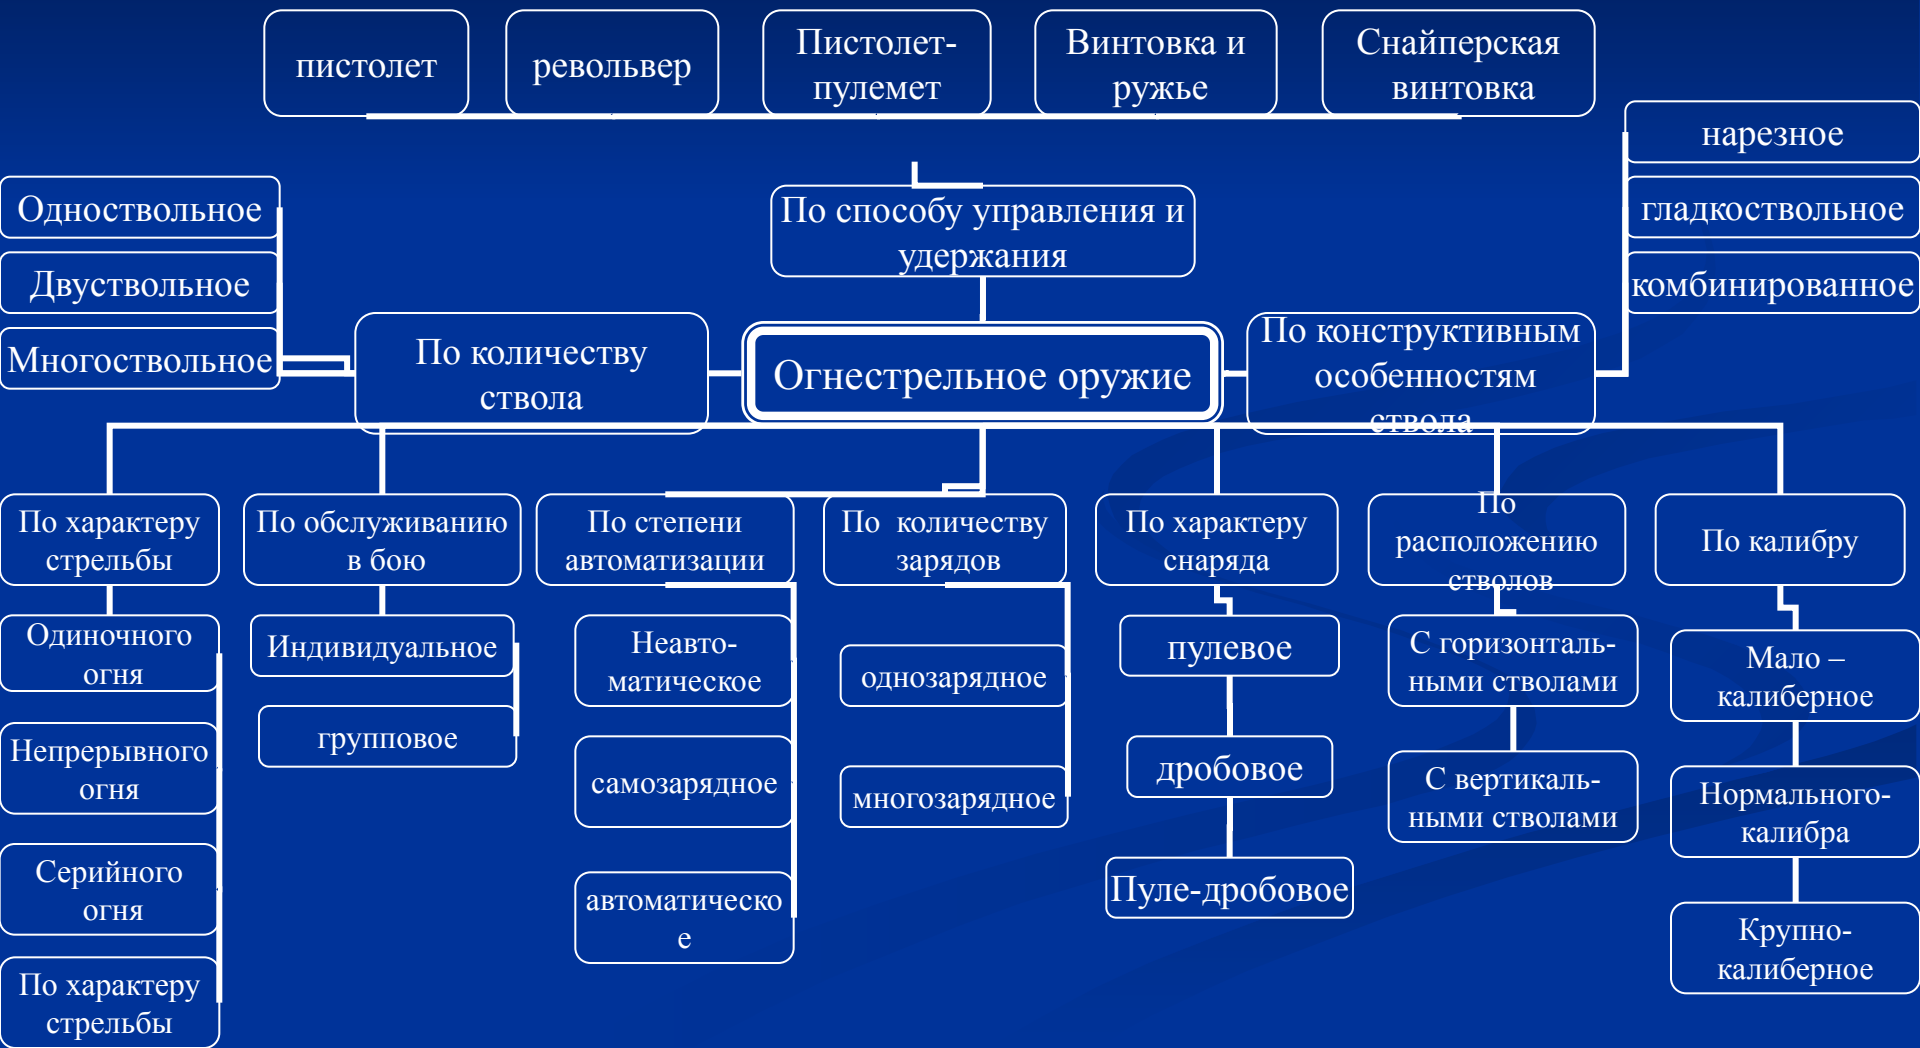 пистолет
револьвер
Пистолет-
пулемет
Винтовка и
ружье
Снайперская
винтовка
нарезное
гладкоствольное
комбинированное
Одноствольное
Двуствольное
Многоствольное
По способу управления и
удержания
По количеству
ствола
Огнестрельное оружие
По конструктивным
особенностям
ствола
По характеру
стрельбы
Одиночного
огня
Непрерывного
огня
Серийного
огня
По характеру
стрельбы
По обслуживанию
в бою
Индивидуальное
групповое
По степени
автоматизации
Неавто-
матическое
самозарядное
автоматическо
е
По количеству
зарядов
однозарядное
многозарядное
По характеру
снаряда
пулевое
дробовое
Пуле-дробовое
По
расположению
стволов
С горизонталь-
ными стволами
С вертикаль-
ными стволами
По калибру
Мало –
калиберное
Нормального-
калибра
Крупно-
калиберное